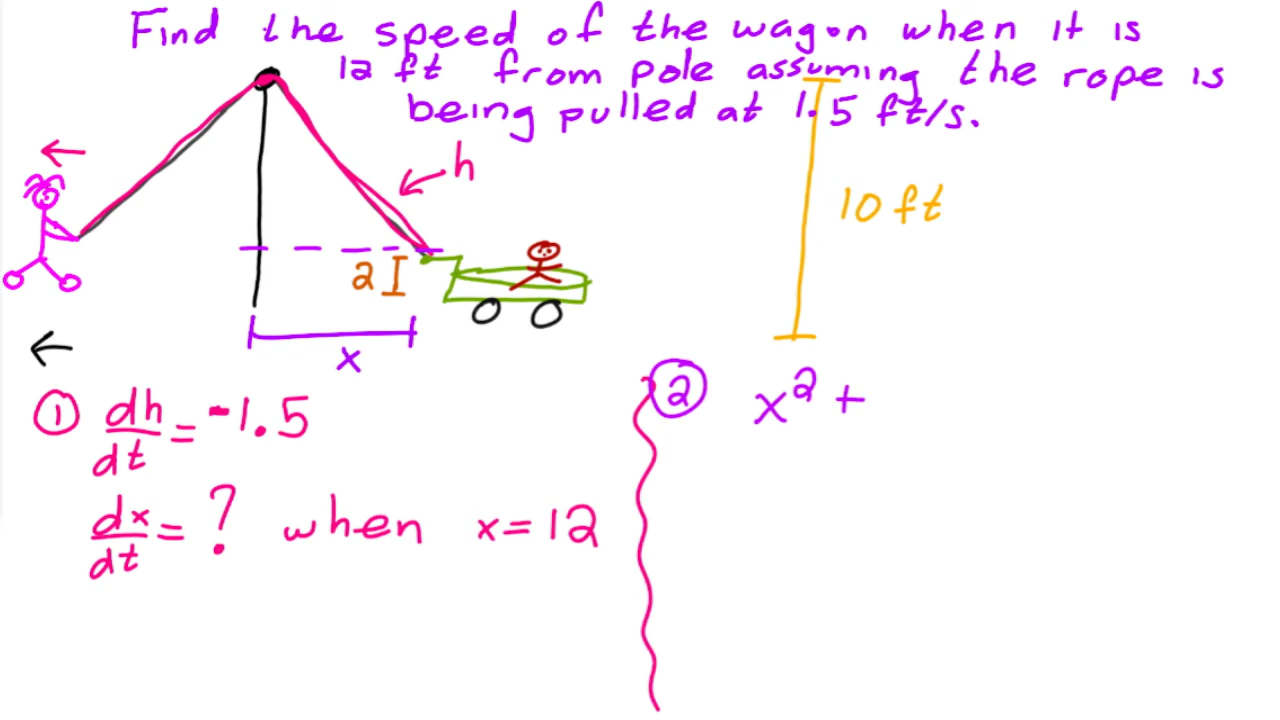 Find the speed of the wagon when it is
12 ft from pole assuming the rope is
being pulled at 1.5 ft/s.
h
10 ft
2
x
① dh/dt = -1.5
② x² +
dx/dt = ? when x = 12